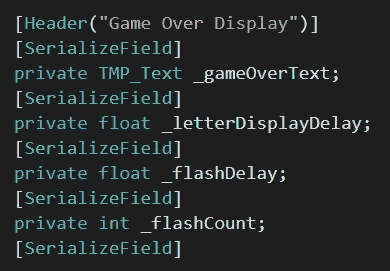 [Header("Game Over Display")]
[SerializeField]
private TMP_Text _gameOverText;
[SerializeField]
private float _letterDisplayDelay;
[SerializeField]
private float _flashDelay;
[SerializeField]
private int _flashCount;
[SerializeField]